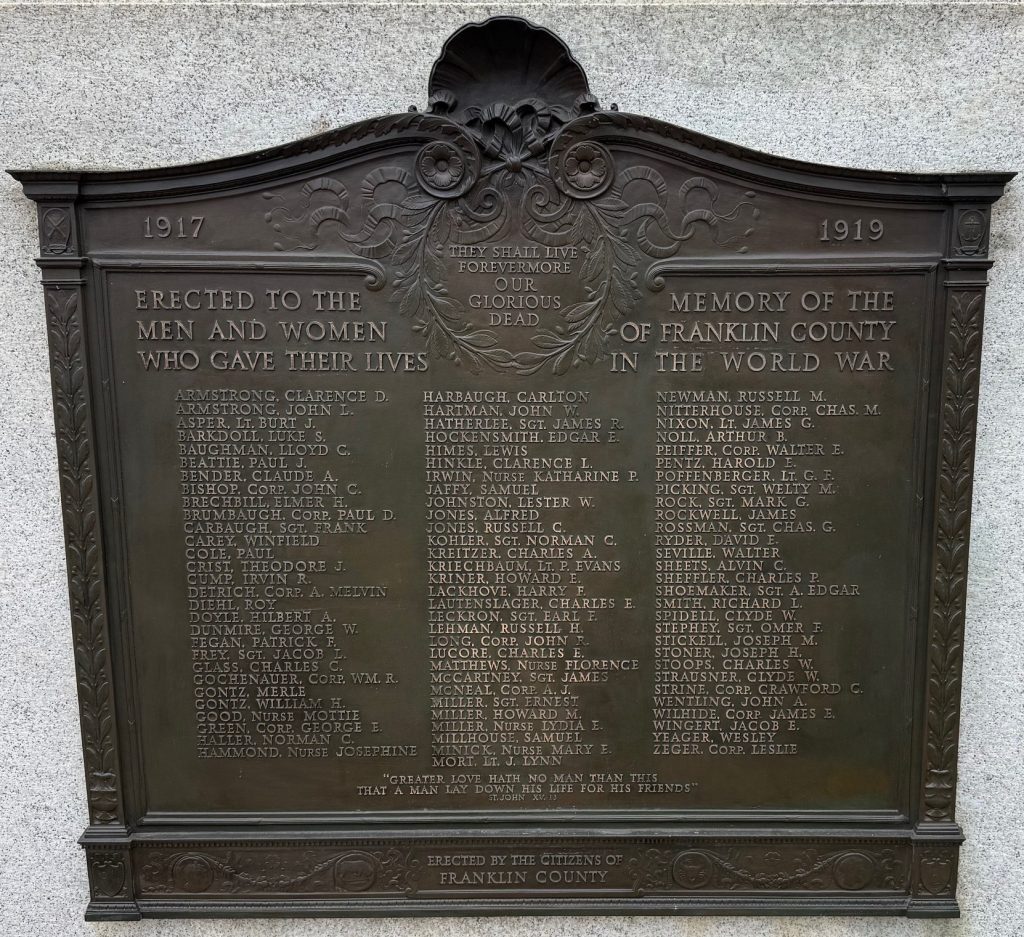 1917
1919
THEY SHALL LIVE
FOREVERMORE
OUR
GLORIOUS
DEAD
ERECTED TO THE MEMORY OF THE
MEN AND WOMEN OF FRANKLIN COUNTY
WHO GAVE THEIR LIVES IN THE WORLD WAR
ARMSTRONG, CLARENCE D.
ARMSTRONG, JOHN L.
ASPER, LT. BURT J.
BARKDOLL, LUKE S.
BAUGHMAN, LLOYD C.
BEATTIE, PAUL J.
BENDER, CLAUDE A.
BISHOP, CORP. JOHN C.
BRECHBILL, ELMER H.
BRUMBAUGH, CORP. PAUL D.
CARBAUGH, SGT. FRANK
CAREY, WINFIELD
COLE, PAUL
CRIST, THEODORE J.
CUMP, IRVIN R.
DETRICH, CORP. A. MELVIN
DIEHL, ROY
DOYLE, HILBERT A.
DUNMIRE, GEORGE W.
FEGAN, PATRICK F.
FREY, SGT. JACOB L.
GLASS, CHARLES C.
GOCHENAUER, CORP. WM. R.
GONTZ, MERLE
GONTZ, WILLIAM H.
GOOD, NURSE MOTTIE
GREEN, CORP. GEORGE E.
HALLER, NORMAN C.
HAMMOND, NURSE JOSEPHINE
HARBAUGH, CARLTON
HARTMAN, JOHN W.
HATHERLEE, SGT. JAMES R.
HOCKENSMITH, EDGAR E.
HIMES, LEWIS
HINKLE, CLARENCE L.
IRWIN, NURSE KATHARINE P.
JAFFY, SAMUEL
JOHNSTON, LESTER W.
JONES, ALFRED
JONES, RUSSELL C.
KOHLER, SGT. NORMAN C.
KREITZER, CHARLES A.
KRIECHBAUM, LT. P. EVANS
KRINER, HOWARD E.
LACKHOVE, HARRY F.
LAUTENSLAGER, CHARLES E.
LECKRON, SGT. EARL F.
LEHMAN, RUSSELL H.
LONG, CORP. JOHN F.
LUCORE, CHARLES E.
MATTHEWS, NURSE FLORENCE
MCCARTNEY, SGT. JAMES
MCNEAL, CORP. A. J.
MILLER, SGT. ERNEST
MILLER, HOWARD M.
MILLER, NURSE LYDIA E.
MILLHOUSE, SAMUEL
MINICK, NURSE MARY E.
MORT, LT. J. LYNN
NEWMAN, RUSSELL M.
NITTERHOUSE, CORP. CHAS. M.
NIXON, LT. JAMES G.
NOLL, ARTHUR B.
PEIFFER, CORP. WALTER E.
PENTZ, HAROLD E.
POFFENBERGER, LT. G. F.
PICKING, SGT. WELTY M.
ROCK, SGT. MARK G.
ROCKWELL, JAMES
ROSSMAN, SGT. CHAS. G.
RYDER, DAVID E.
SEVILLE, WALTER
SHEETS, ALVIN C.
SHEFFLER, CHARLES P.
SHOEMAKER, SGT. A. EDGAR
SMITH, RICHARD L.
SPIDELL, CLYDE W.
STEPHEY, SGT. OMER F.
STICKELL, JOSEPH M.
STONER, JOSEPH H.
STOOPS, CHARLES W.
STRAUSNER, CLYDE W.
STRINE, CORP. CRAWFORD C.
WENTLING, JOHN A.
WILHIDE, CORP. JAMES E.
WINGERT, JACOB E.
YEAGER, WESLEY
ZEGER, CORP. LESLIE
"GREATER LOVE HATH NO MAN THAN THIS
THAT A MAN LAY DOWN HIS LIFE FOR HIS FRIENDS"
ST. JOHN XV. 13
ERECTED BY THE CITIZENS OF
FRANKLIN COUNTY